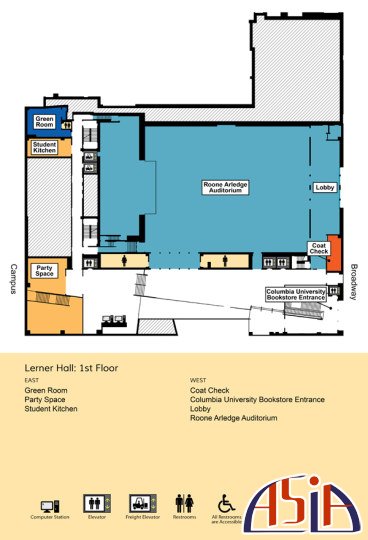 Green
Room
Student
Kitchen
Roone Arledge
Auditorium
Lobby
Coat
Check
Party
Space
Columbia University
Bookstore Entrance
Campus
Broadway
Lerner Hall: 1st Floor
EAST
Green Room
Party Space
Student Kitchen
WEST
Coat Check
Columbia University Bookstore Entrance
Lobby
Roone Arledge Auditorium
Computer Station
Elevator
Freight Elevator
Restrooms
All Restrooms
are Accessible
ASiA